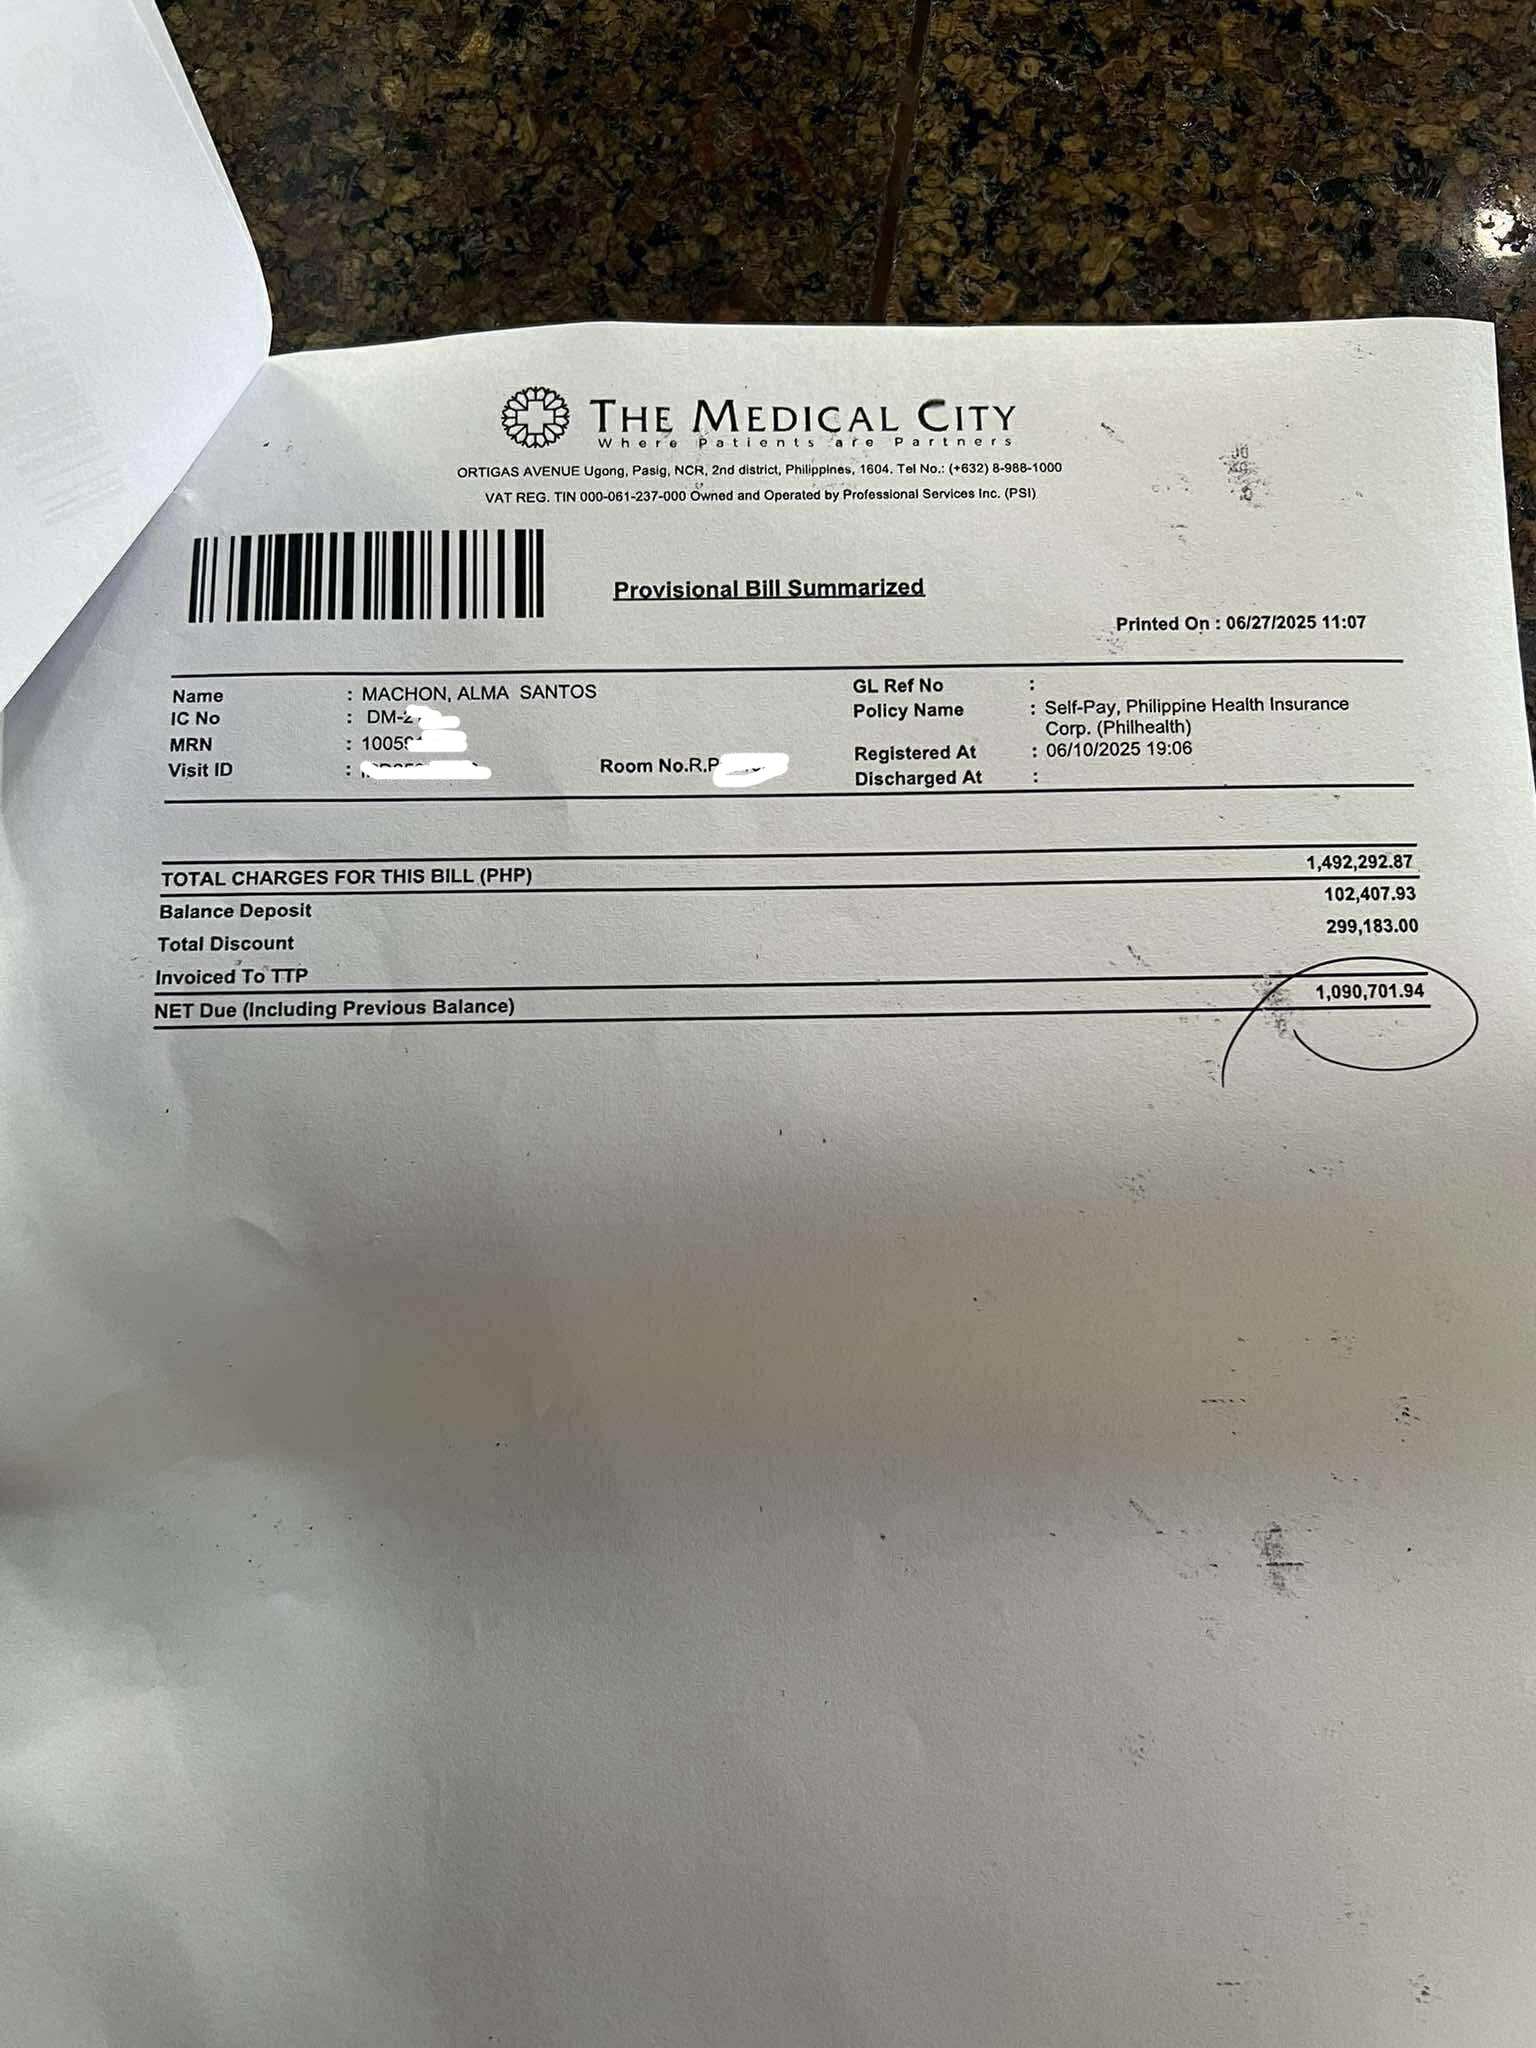 THE MEDICAL CITY
Where Patients are Partners
ORTIGAS AVENUE Ugong, Pasig, NCR, 2nd district, Philippines, 1604. Tel No.: (+632) 8-988-1000
VAT REG. TIN 000-061-237-000 Owned and Operated by Professional Services Inc. (PSI)
Provisional Bill Summarized
Printed On : 06/27/2025 11:07
Name : MACHON, ALMA SANTOS
IC No : DM-2
MRN : 10059
Visit ID :
Room No.R.P
GL Ref No :
Policy Name : Self-Pay, Philippine Health Insurance
Corp. (Philhealth)
Registered At : 06/10/2025 19:06
Discharged At :
TOTAL CHARGES FOR THIS BILL (PHP) 1,492,292.87
Balance Deposit 102,407.93
Total Discount 299,183.00
Invoiced To TTP
NET Due (Including Previous Balance) 1,090,701.94